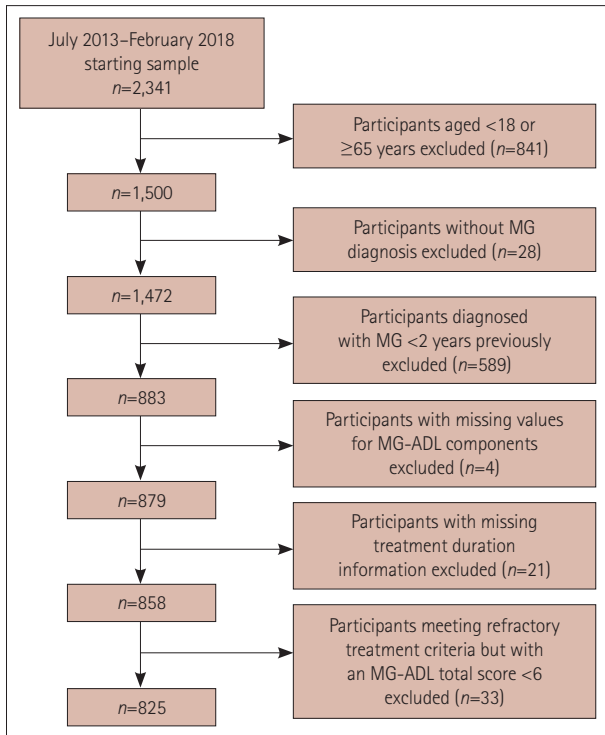 July 2013–February 2018
starting sample
n=2,341
Participants aged <18 or
≥65 years excluded (n=841)
n=1,500
Participants without MG
diagnosis excluded (n=28)
n=1,472
Participants diagnosed
with MG <2 years previously
excluded (n=589)
n=883
Participants with missing values
for MG-ADL components
excluded (n=4)
n=879
Participants with missing
treatment duration
information excluded (n=21)
n=858
Participants meeting refractory
treatment criteria but with
an MG-ADL total score <6
excluded (n=33)
n=825